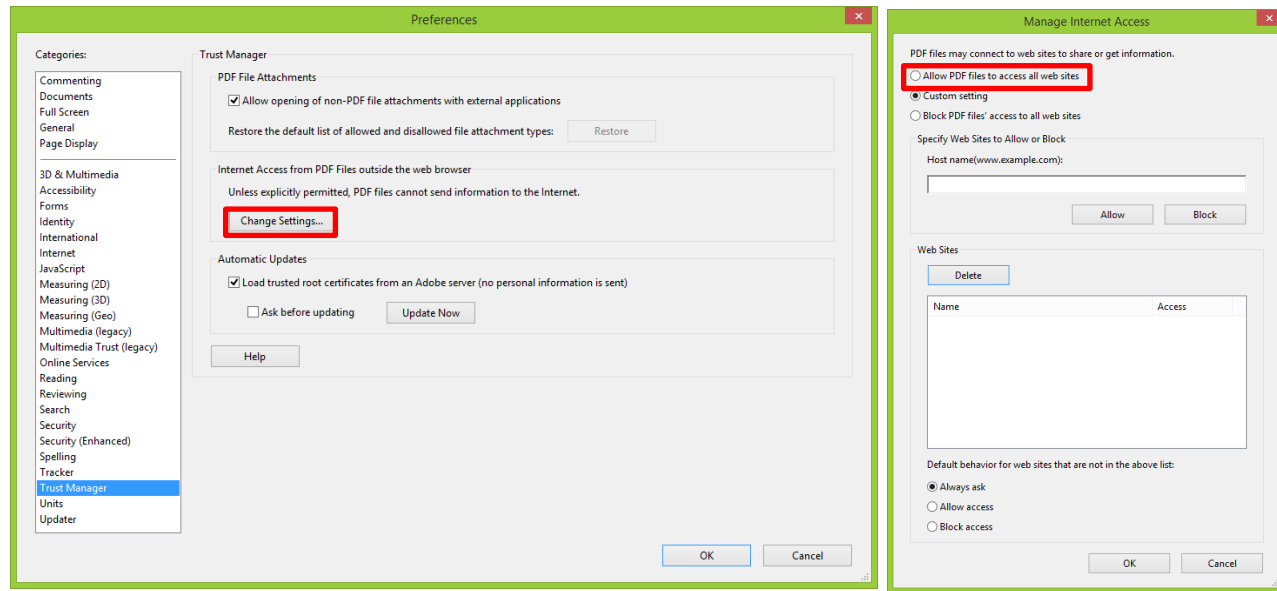 Preferences
Categories:
Commenting
Documents
Full Screen
General
Page Display
3D & Multimedia
Accessibility
Forms
Identity
International
Internet
JavaScript
Measuring (2D)
Measuring (3D)
Measuring (Geo)
Multimedia (legacy)
Multimedia Trust (legacy)
Online Services
Reading
Reviewing
Search
Security
Security (Enhanced)
Spelling
Tracker
Trust Manager
Units
Updater
Trust Manager
PDF File Attachments
Allow opening of non-PDF file attachments with external applications
Restore the default list of allowed and disallowed file attachment types: Restore
Internet Access from PDF Files outside the web browser
Unless explicitly permitted, PDF files cannot send information to the Internet.
Change Settings...
Automatic Updates
Load trusted root certificates from an Adobe server (no personal information is sent)
Ask before updating Update Now
Help
OK Cancel
Manage Internet Access
PDF files may connect to web sites to share or get information.
Allow PDF files to access all web sites
Custom setting
Block PDF files' access to all web sites
Specify Web Sites to Allow or Block
Host name(www.example.com):
Allow Block
Web Sites
Delete
Name Access
Default behavior for web sites that are not in the above list:
Always ask
Allow access
Block access
OK Cancel